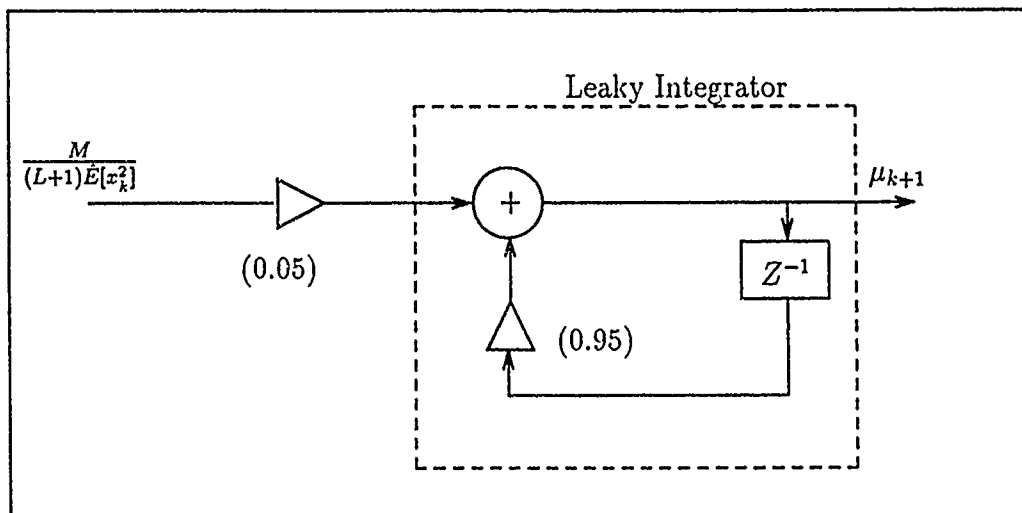 Leaky Integrator
M
(L+1)Ê[x_k^2]
μ_{k+1}
+
(0.05)
Z^{-1}
(0.95)